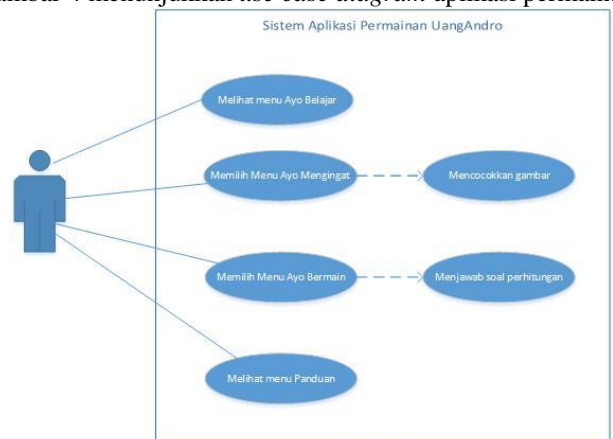 Sistem Aplikasi Permainan UangAndro
Melihat menu Ayo Belajar
Memilih Menu Ayo Mengingat
Mencocokkan gambar
Memilih Menu Ayo Bermain
Menjawab soal perhitungan
Melihat menu Panduan